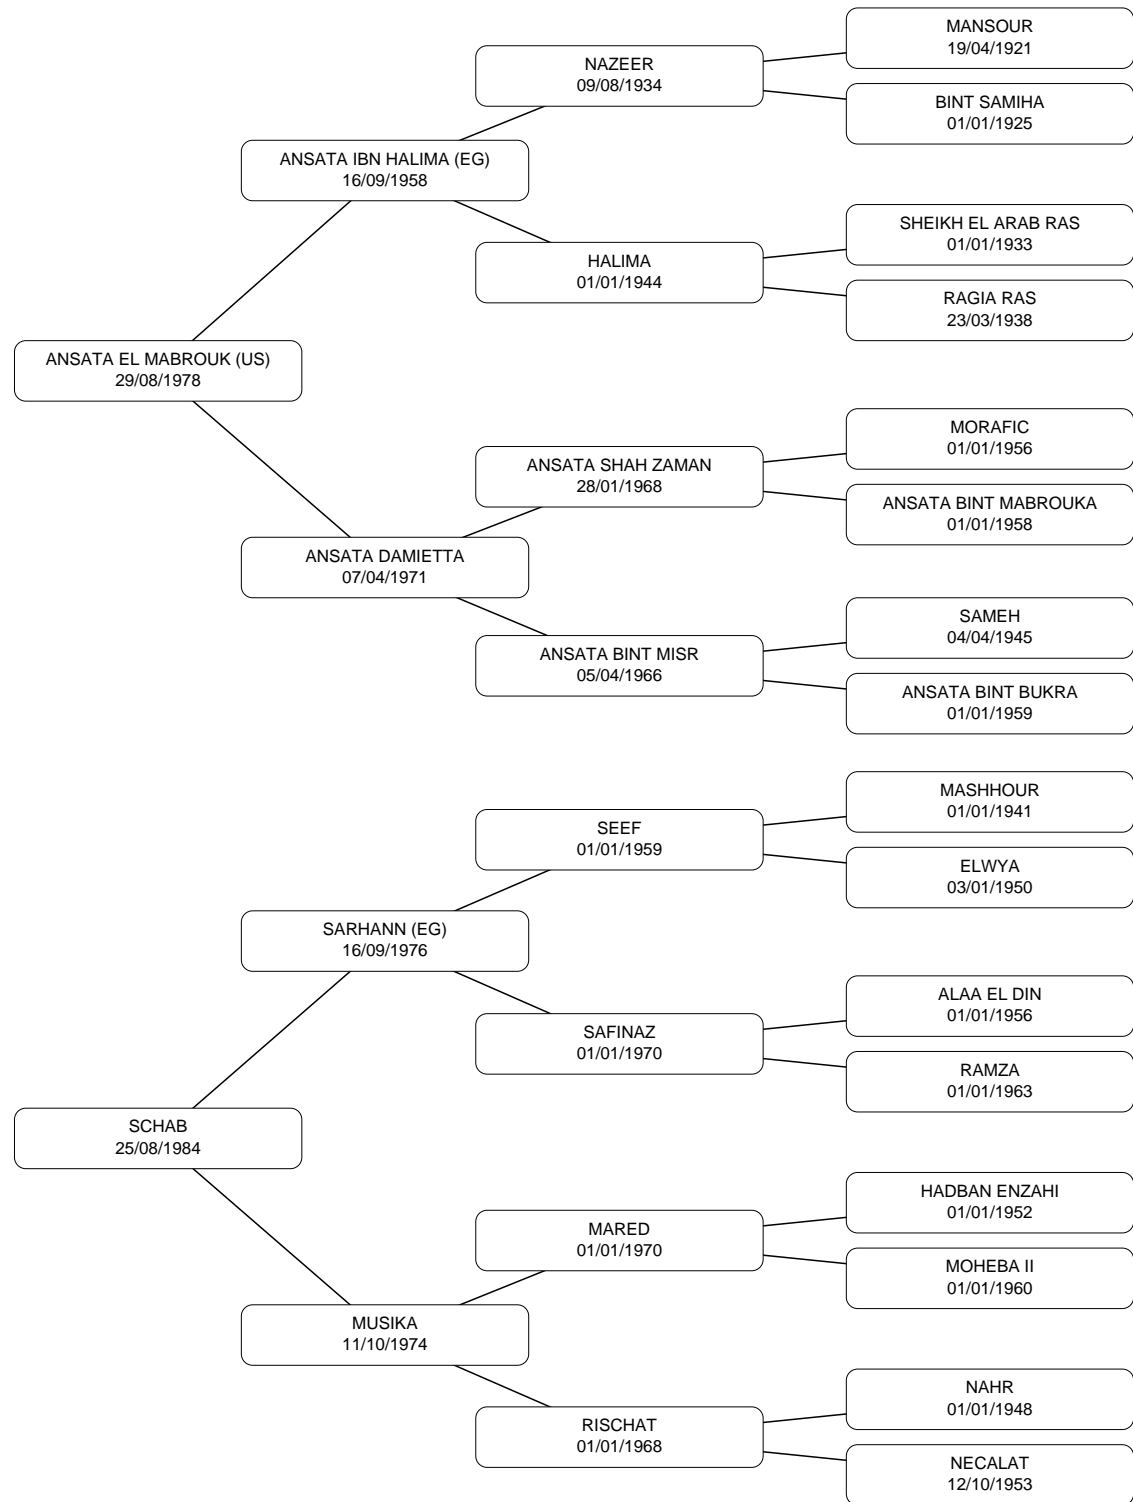 MANSOUR
19/04/1921
NAZEER
09/08/1934
BINT SAMIHA
01/01/1925
ANSATA IBN HALIMA (EG)
16/09/1958
SHEIKH EL ARAB RAS
01/01/1933
HALIMA
01/01/1944
RAGIA RAS
23/03/1938
ANSATA EL MABROUK (US)
29/08/1978
MORAFIC
01/01/1956
ANSATA SHAH ZAMAN
28/01/1968
ANSATA BINT MABROUKA
01/01/1958
ANSATA DAMIETTA
07/04/1971
SAMEH
04/04/1945
ANSATA BINT MISR
05/04/1966
ANSATA BINT BUKRA
01/01/1959
MASHHOUR
01/01/1941
SEEF
01/01/1959
ELWYA
03/01/1950
SARHANN (EG)
16/09/1976
ALAA EL DIN
01/01/1956
SAFINAZ
01/01/1970
RAMZA
01/01/1963
SCHAB
25/08/1984
HADBAN ENZAHI
01/01/1952
MARED
01/01/1970
MOHEBA II
01/01/1960
MUSIKA
11/10/1974
NAHR
01/01/1948
RISCHAT
01/01/1968
NECALAT
12/10/1953